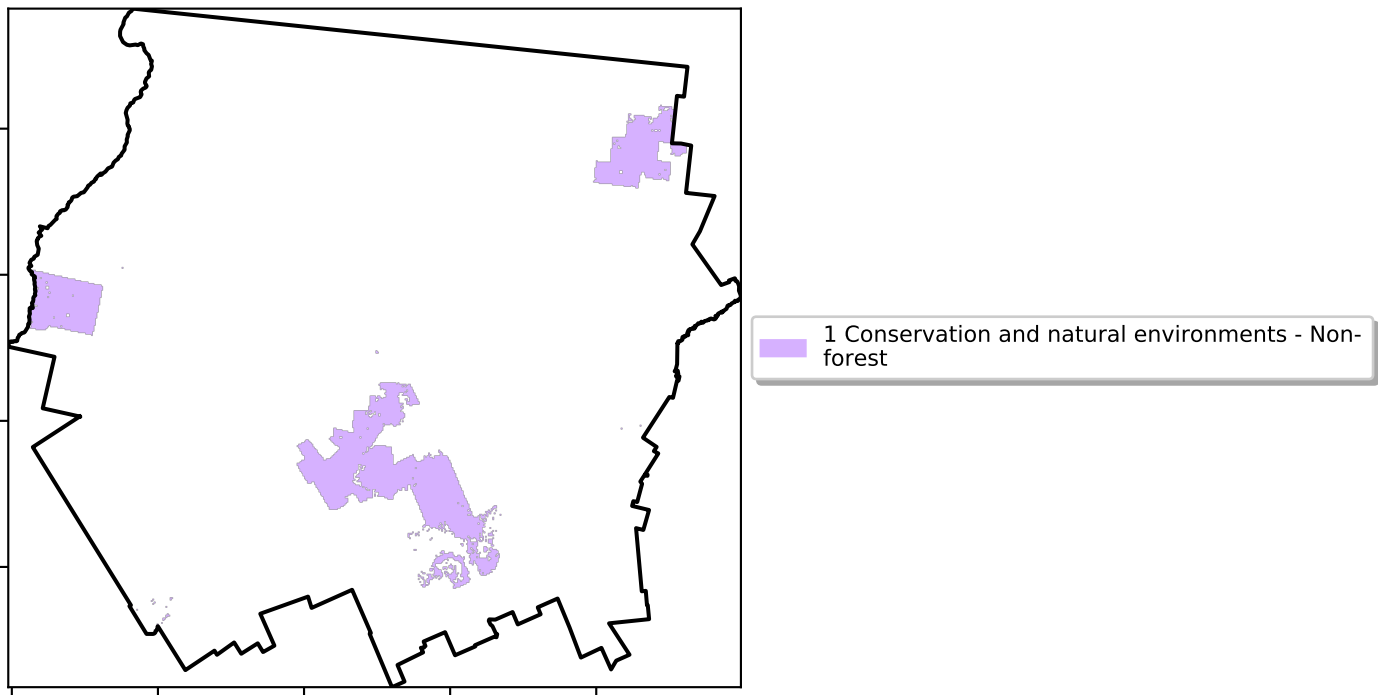 1 Conservation and natural environments - Non-
forest